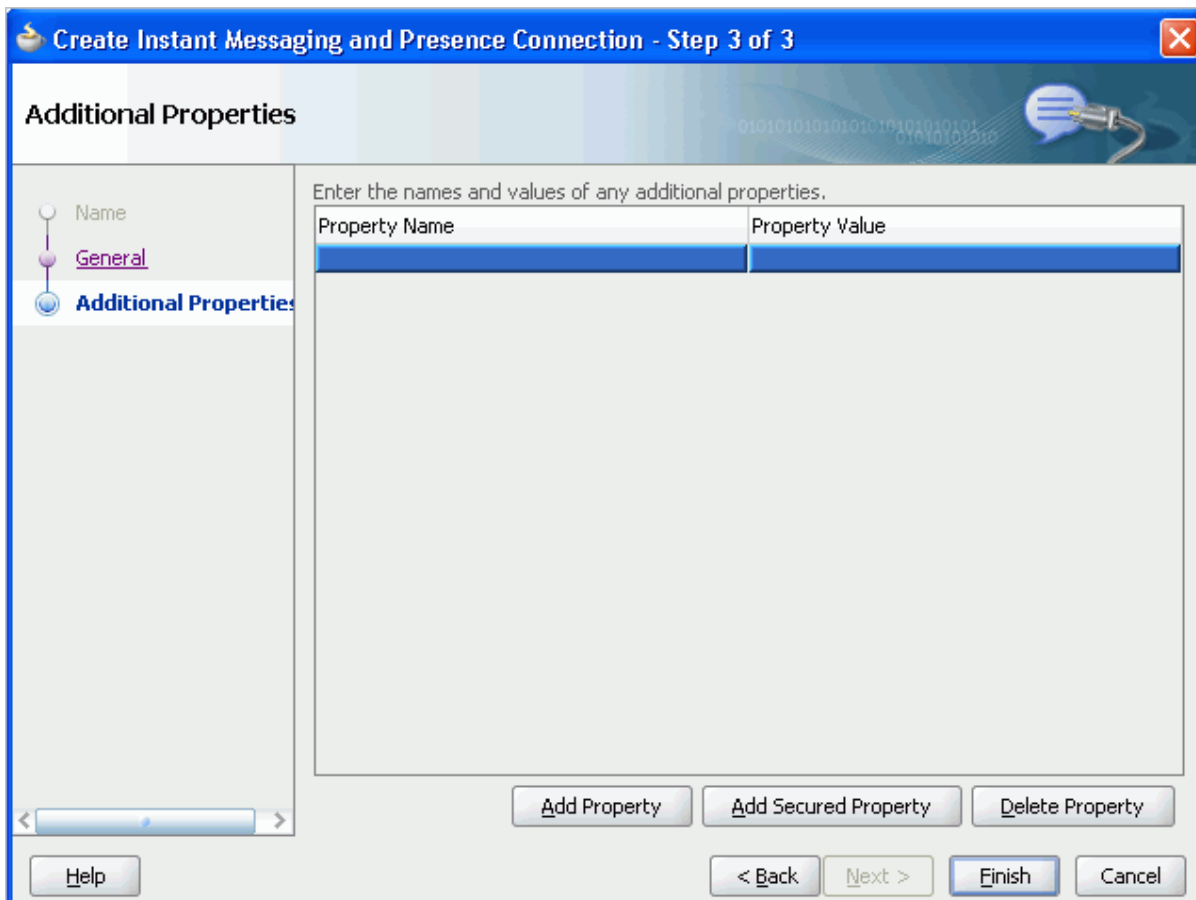 Create Instant Messaging and Presence Connection - Step 3 of 3
Additional Properties
010101010101010101010101
01010101010
Name
General
Additional Properties
Enter the names and values of any additional properties.
Property Name Property Value
Add Property Add Secured Property Delete Property
Help < Back Next > Finish Cancel